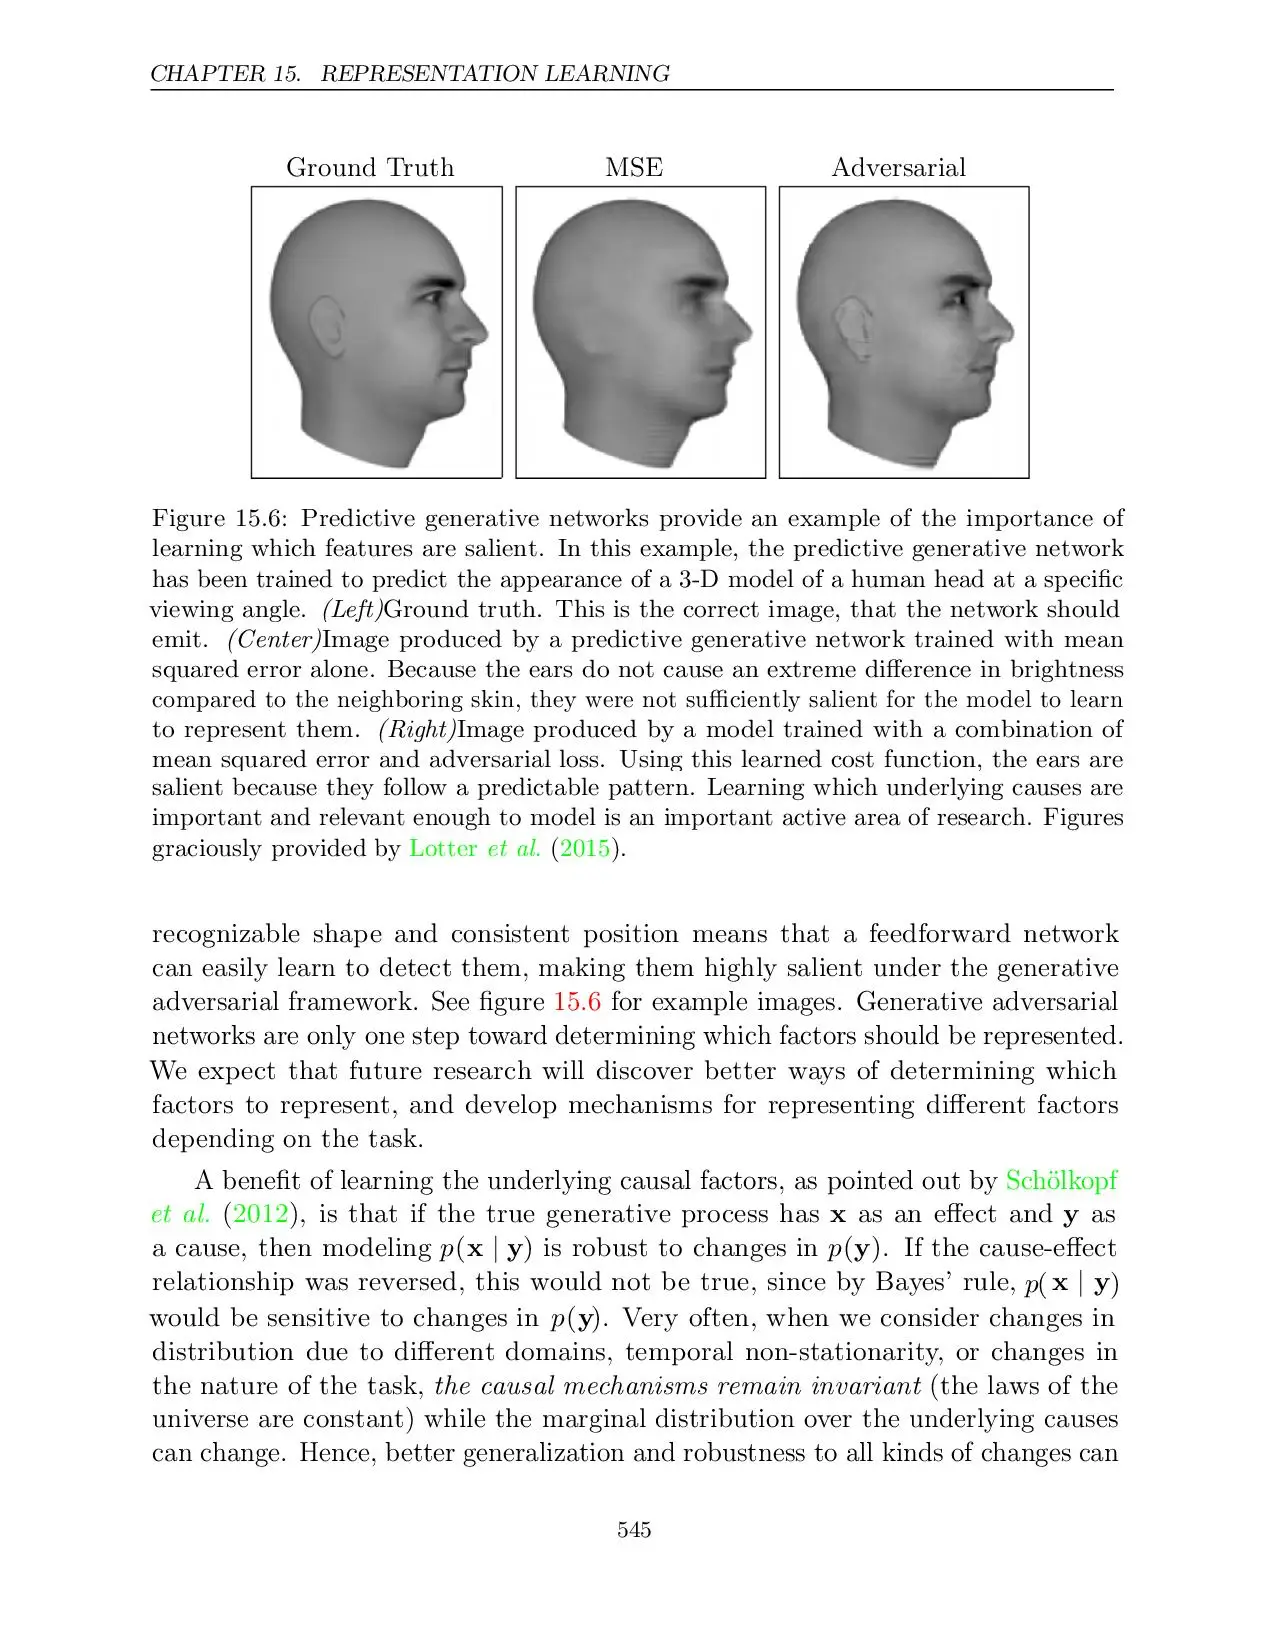 CHAPTER 15. REPRESENTATION LEARNING
Ground Truth MSE Adversarial
Figure 15.6: Predictive generative networks provide an example of the importance of
learning which features are salient. In this example, the predictive generative network
has been trained to predict the appearance of a 3-D model of a human head at a specific
viewing angle. (Left)Ground truth. This is the correct image, that the network should
emit. (Center)Image produced by a predictive generative network trained with mean
squared error alone. Because the ears do not cause an extreme difference in brightness
compared to the neighboring skin, they were not sufficiently salient for the model to learn
to represent them. (Right)Image produced by a model trained with a combination of
mean squared error and adversarial loss. Using this learned cost function, the ears are
salient because they follow a predictable pattern. Learning which underlying causes are
important and relevant enough to model is an important active area of research. Figures
graciously provided by Lotter et al. (2015).
recognizable shape and consistent position means that a feedforward network
can easily learn to detect them, making them highly salient under the generative
adversarial framework. See figure 15.6 for example images. Generative adversarial
networks are only one step toward determining which factors should be represented.
We expect that future research will discover better ways of determining which
factors to represent, and develop mechanisms for representing different factors
depending on the task.
A benefit of learning the underlying causal factors, as pointed out by Schölkopf
et al. (2012), is that if the true generative process has x as an effect and y as
a cause, then modeling p(x | y) is robust to changes in p(y). If the cause-effect
relationship was reversed, this would not be true, since by Bayes’ rule, p(x | y)
would be sensitive to changes in p(y). Very often, when we consider changes in
distribution due to different domains, temporal non-stationarity, or changes in
the nature of the task, the causal mechanisms remain invariant (the laws of the
universe are constant) while the marginal distribution over the underlying causes
can change. Hence, better generalization and robustness to all kinds of changes can
545